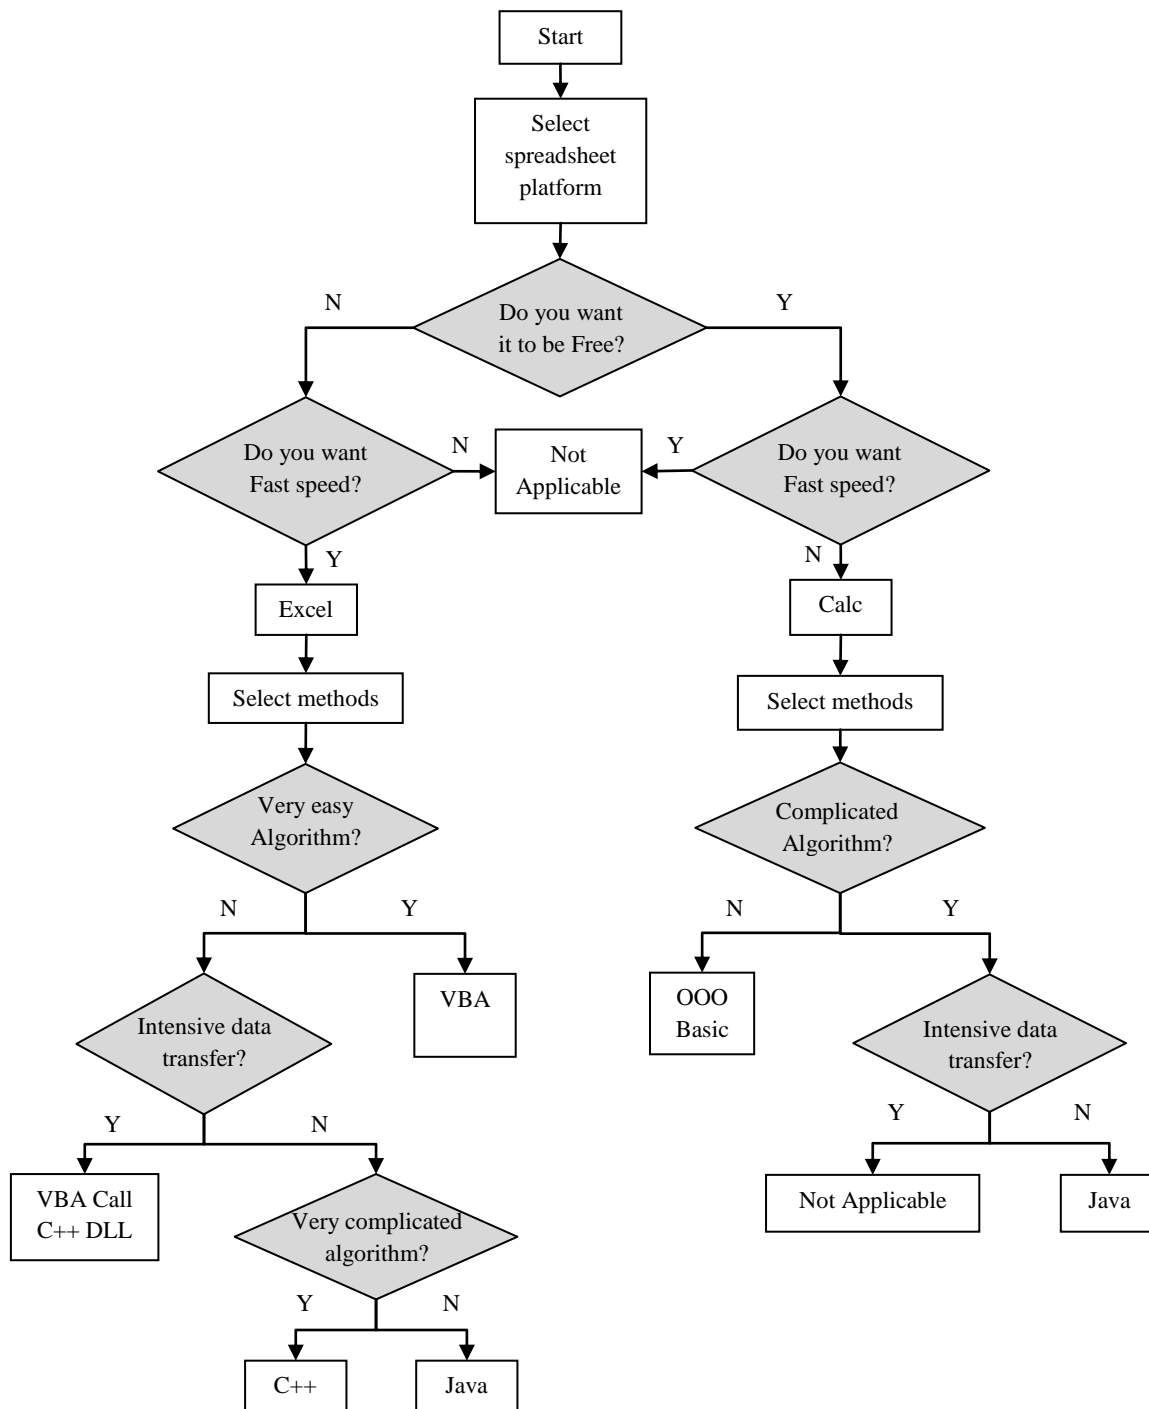 Start
Select
spreadsheet
platform
N
Y
Do you want
it to be Free?
Do you want
Fast speed?
N
Not
Applicable
Y
Do you want
Fast speed?
Y
N
Excel
Calc
Select methods
Select methods
Very easy
Algorithm?
Complicated
Algorithm?
N
Y
N
Y
VBA
OOO
Basic
Intensive data
transfer?
Intensive data
transfer?
Y
N
Y
N
VBA Call
C++ DLL
Very complicated
algorithm?
Not Applicable
Java
Y
N
C++
Java